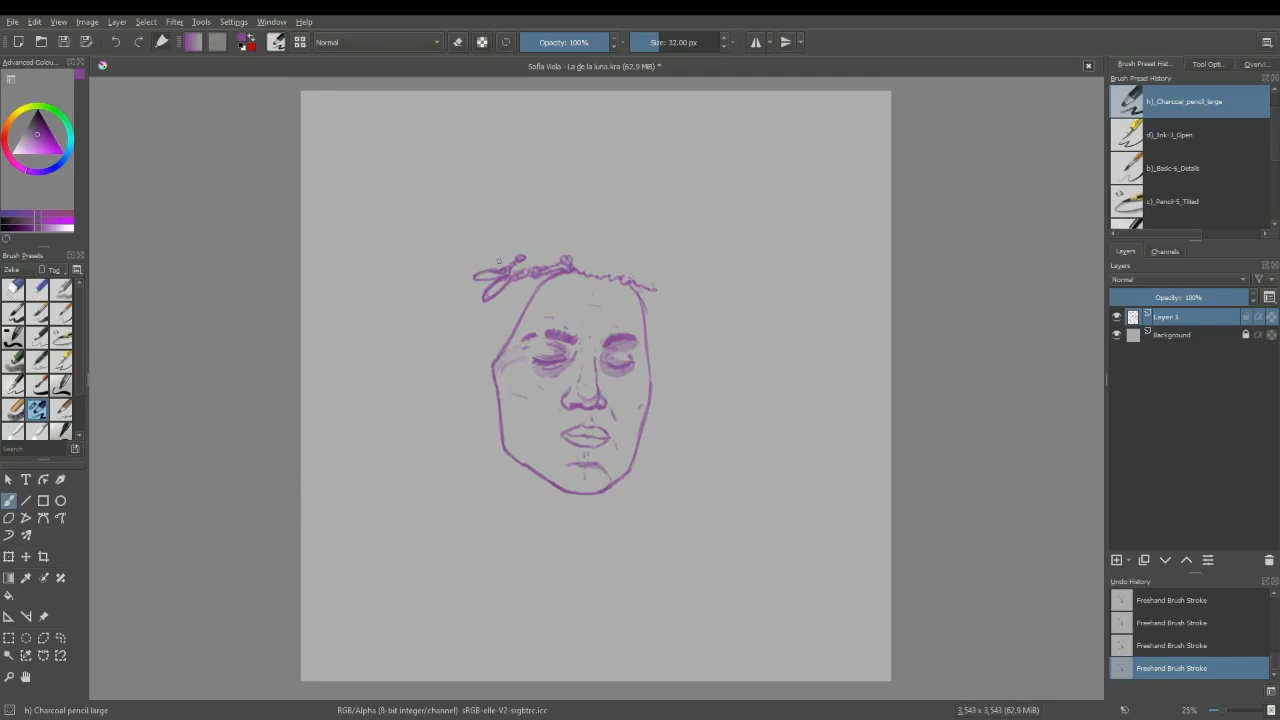 File Edit View Image Layer Select Filter Tools Settings Window Help
Normal Opacity: 100% Size: 32.00 px
Sofia Viola - La de la luna.kra (62.9 MiB) *
Advanced Colou...
Brush Presets
Zeke Tag
Search
Brush Preset Hist... Tool Opti... Overvi...
Brush Preset History
h)_Charcoal_pencil_large
d)_Ink-3_Gpen
b)_Basic-6_Details
c)_Pencil-5_Tilted
Layers Channels
Layers
Normal
Opacity: 100%
Layer 1
Background
Undo History
Freehand Brush Stroke
Freehand Brush Stroke
Freehand Brush Stroke
Freehand Brush Stroke
h) Charcoal pencil large RGB/Alpha (8-bit integer/channel) sRGB-elle-V2-srgbtrc.icc 3,543 x 3,543 (62.9 MiB) 25%